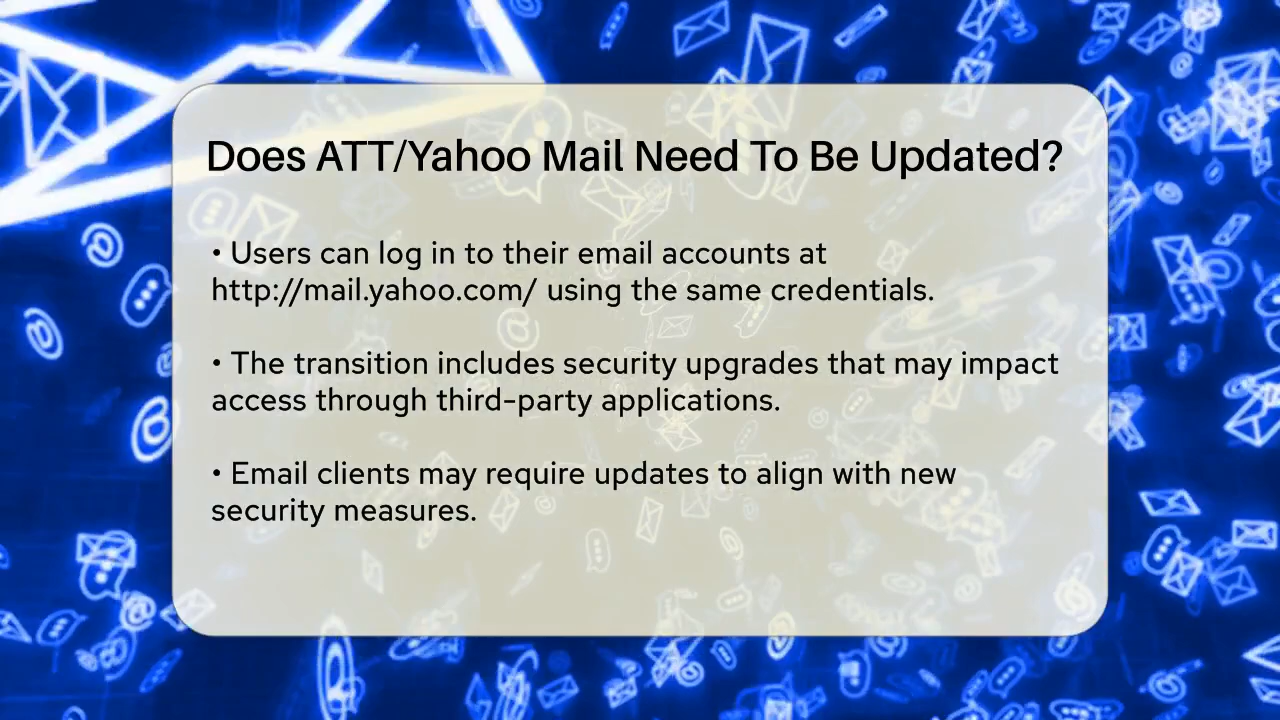 Does ATT/Yahoo Mail Need To Be Updated?
• Users can log in to their email accounts at
http://mail.yahoo.com/ using the same credentials.
• The transition includes security upgrades that may impact
access through third-party applications.
• Email clients may require updates to align with new
security measures.